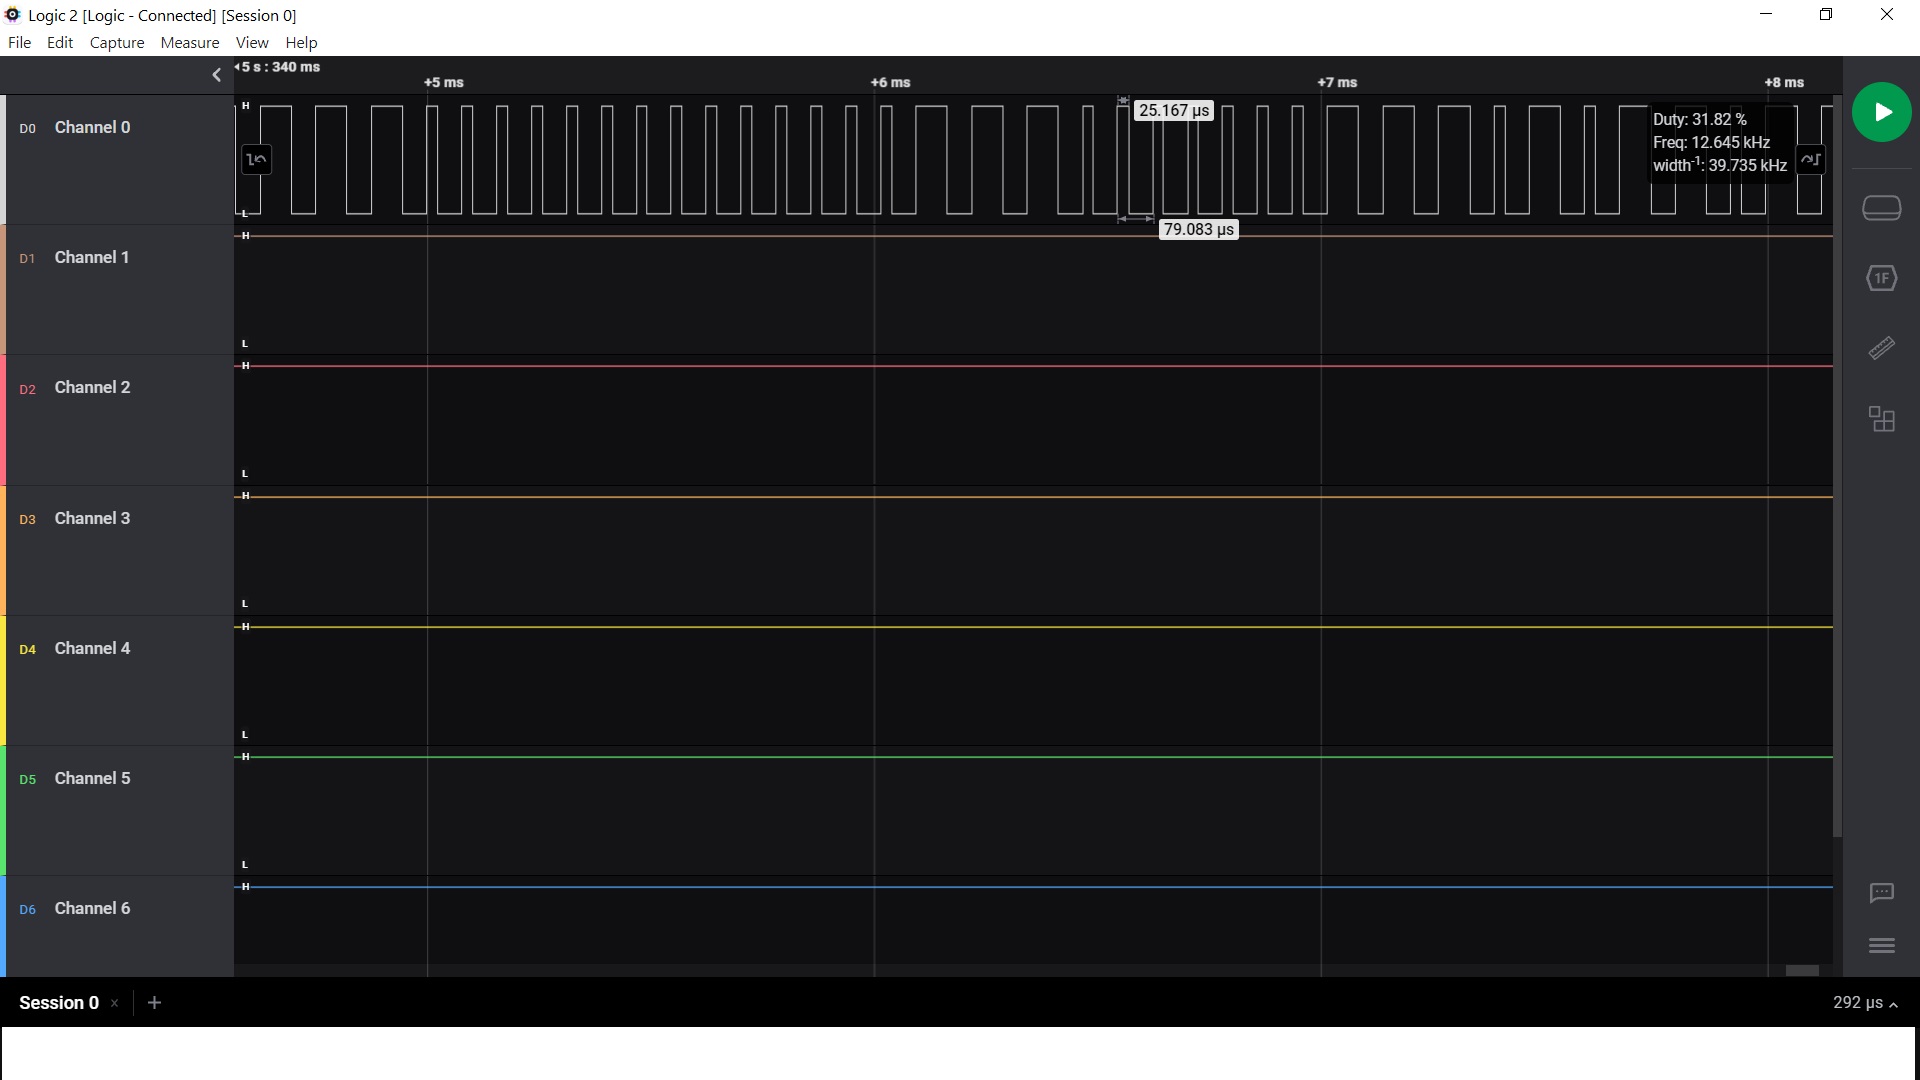 Logic 2 [Logic - Connected] [Session 0]
File Edit Capture Measure View Help
5 s : 340 ms
+5 ms +6 ms +7 ms +8 ms
D0 Channel 0
H
L
25.167 µs
79.083 µs
Duty: 31.82 %
Freq: 12.645 kHz
width-1: 39.735 kHz
D1 Channel 1
H
L
D2 Channel 2
H
L
D3 Channel 3
H
L
D4 Channel 4
H
L
D5 Channel 5
H
L
D6 Channel 6
H
1F
Session 0 × +
292 µs